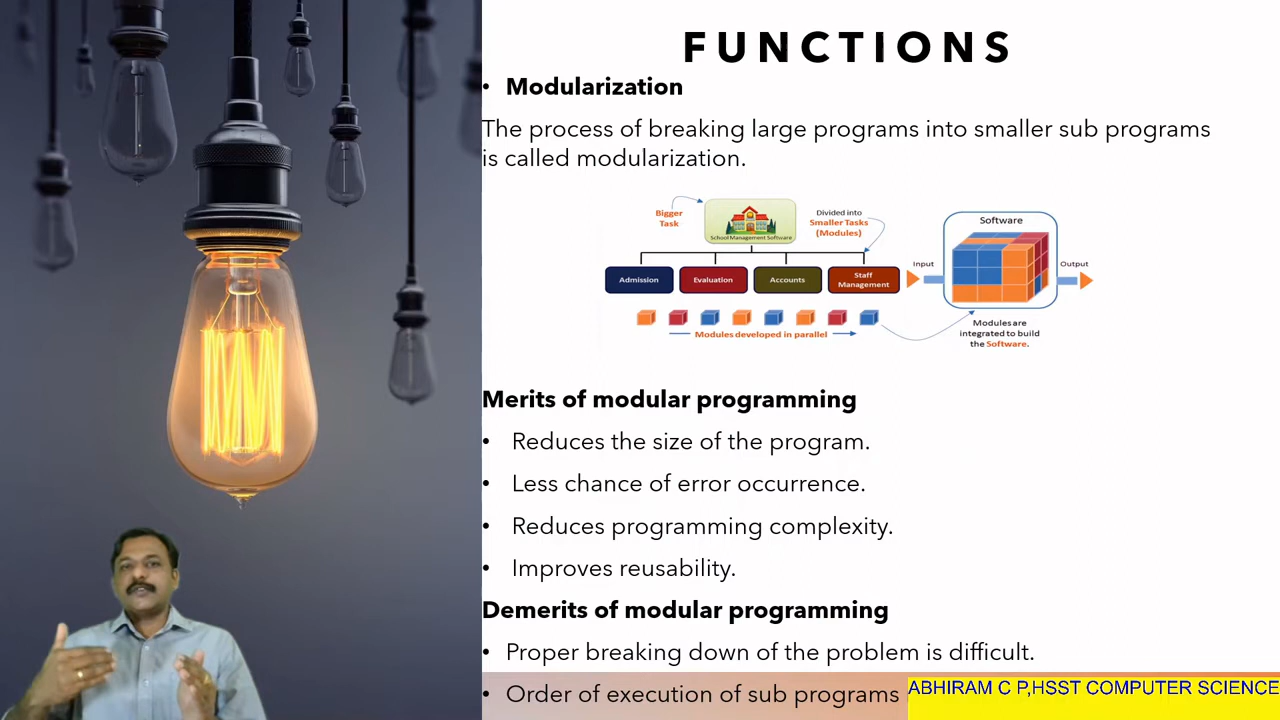 FUNCTIONS
• Modularization
The process of breaking large programs into smaller sub programs
is called modularization.
Bigger
Task
School Management Software
Divided into
Smaller Tasks
(Modules)
Admission
Evaluation
Accounts
Staff
Management
Modules developed in parallel
Software
Input
Output
Modules are
integrated to build
the Software.
Merits of modular programming
• Reduces the size of the program.
• Less chance of error occurrence.
• Reduces programming complexity.
• Improves reusability.
Demerits of modular programming
• Proper breaking down of the problem is difficult.
• Order of execution of sub programs
ABHIRAM C P,HSST COMPUTER SCIENCE